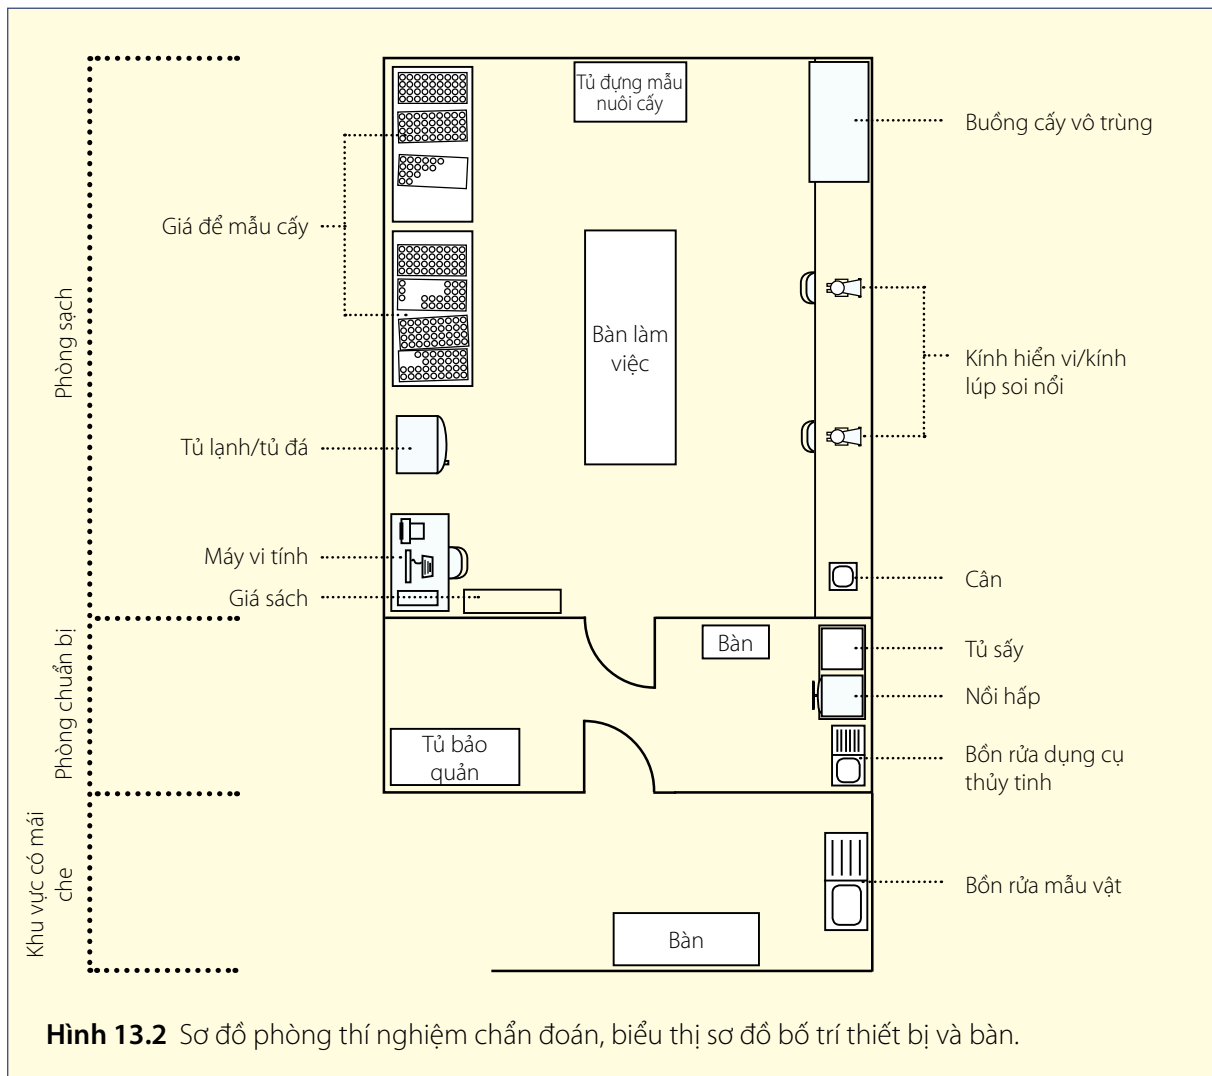 Tủ đựng mẫu
nuôi cấy
Buồng cấy vô trùng
Giá để mẫu cấy
Phòng sạch
Bàn làm
việc
Kính hiển vi/kính
lúp soi nổi
Tủ lạnh/tủ đá
Máy vi tính
Giá sách
Cân
Phòng chuẩn bị
Bàn
Tủ sấy
Nồi hấp
Tủ bảo
quản
Bồn rửa dụng cụ
thủy tinh
Khu vực có mái
che
Bồn rửa mẫu vật
Bàn
Hình 13.2 Sơ đồ phòng thí nghiệm chẩn đoán, biểu thị sơ đồ bố trí thiết bị và bàn.